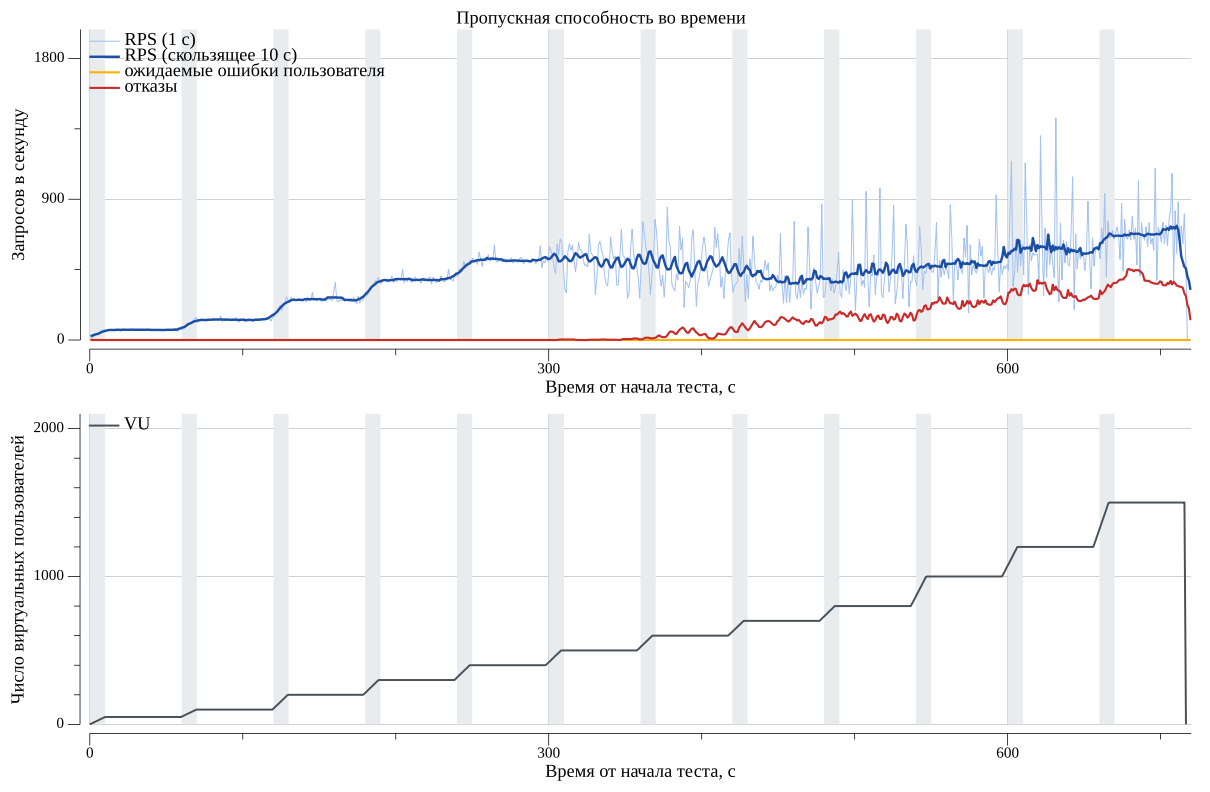 Пропускная способность во времени
RPS (1 с)
RPS (скользящее 10 с)
ожидаемые ошибки пользователя
отказы
1800
900
0
Запросов в секунду
0
300
600
Время от начала теста, с
VU
2000
1000
0
Число виртуальных пользователей
0
300
600
Время от начала теста, с